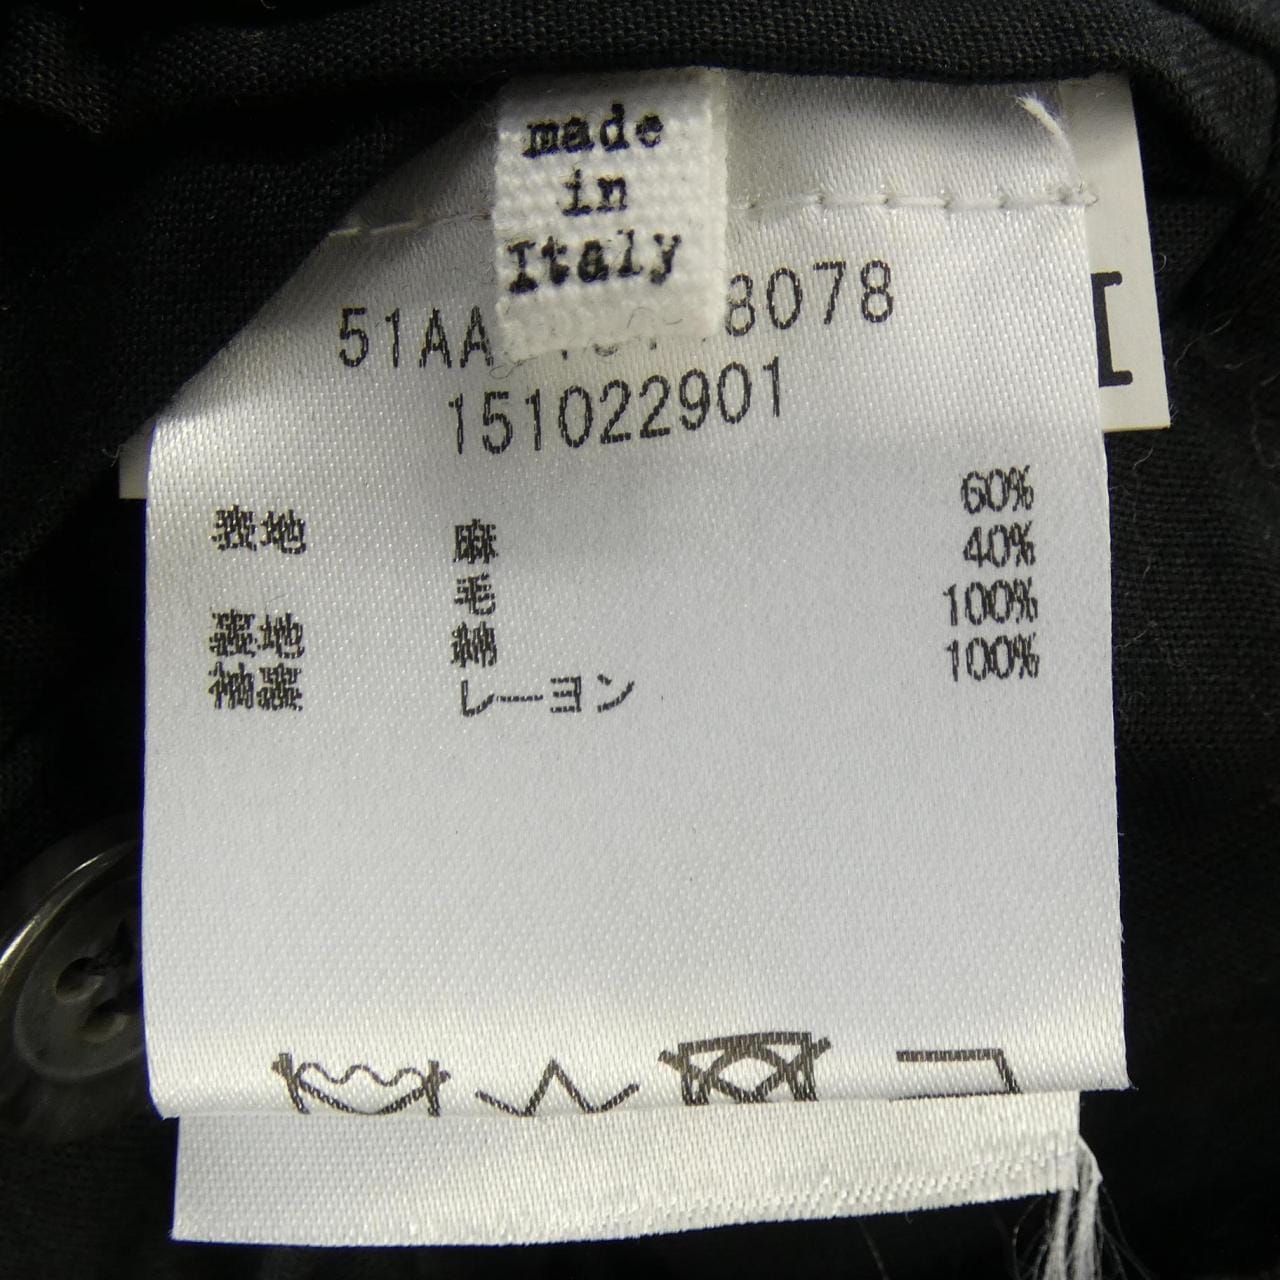 made
in
Italy
51AA 8078
151022901
表地 麻 60%
毛 40%
裏地 綿 100%
袖裏 レーヨン 100%